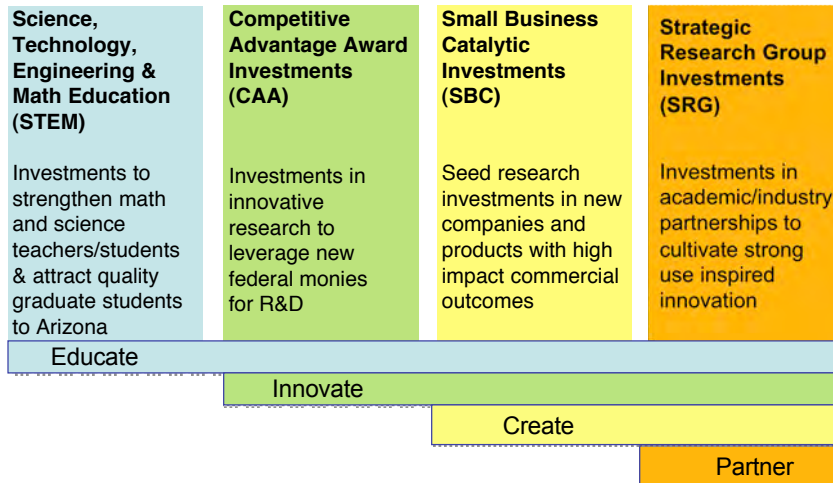 Science,
Technology,
Engineering &
Math Education
(STEM)
Investments to
strengthen math
and science
teachers/students
& attract quality
graduate students
to Arizona
Competitive
Advantage Award
Investments
(CAA)
Investments in
innovative
research to
leverage new
federal monies
for R&D
Small Business
Catalytic
Investments
(SBC)
Seed research
investments in new
companies and
products with high
impact commercial
outcomes
Strategic
Research Group
Investments
(SRG)
Investments in
academic/industry
partnerships to
cultivate strong
use inspired
innovation
Educate
Innovate
Create
Partner